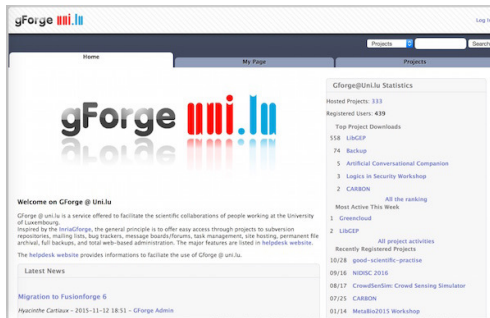 gForge uni.lu
Log I
Projects
Search
Home
My Page
Projects
gForge uni.lu
Welcome on GForge @ Uni.lu
GForge @ uni.lu is a service offered to facilitate the scientific collaborations of people working at the University
of Luxembourg.
Inspired by the InriaGforge, the general principle is to offer easy access through projects to subversion
repositories, mailing lists, bug trackers, message boards/forums, task management, site hosting, permanent file
archival, full backups, and total web-based administration. The major features are listed in helpdesk website.
The helpdesk website provides informations to facilitate the use of Gforge @ uni.lu.
Latest News
Migration to Fusionforge 6
Hyacinthe Cartiaux - 2015-11-12 18:51 - GForge Admin
Gforge@Uni.lu Statistics
Hosted Projects: 333
Registered Users: 439
Top Project Downloads
558 LibGEP
74 Backup
5 Artificial Conversational Companion
3 Logics in Security Workshop
2 CARBON
All the ranking
Most Active This Week
1 Greencloud
2 LibGEP
All project activities
Recently Registered Projects
10/28 good-scientific-practise
09/16 NIDISC 2016
08/17 CrowdSenSim: Crowd Sensing Simulator
07/25 CARBON
01/14 MetaBio2015 Workshop